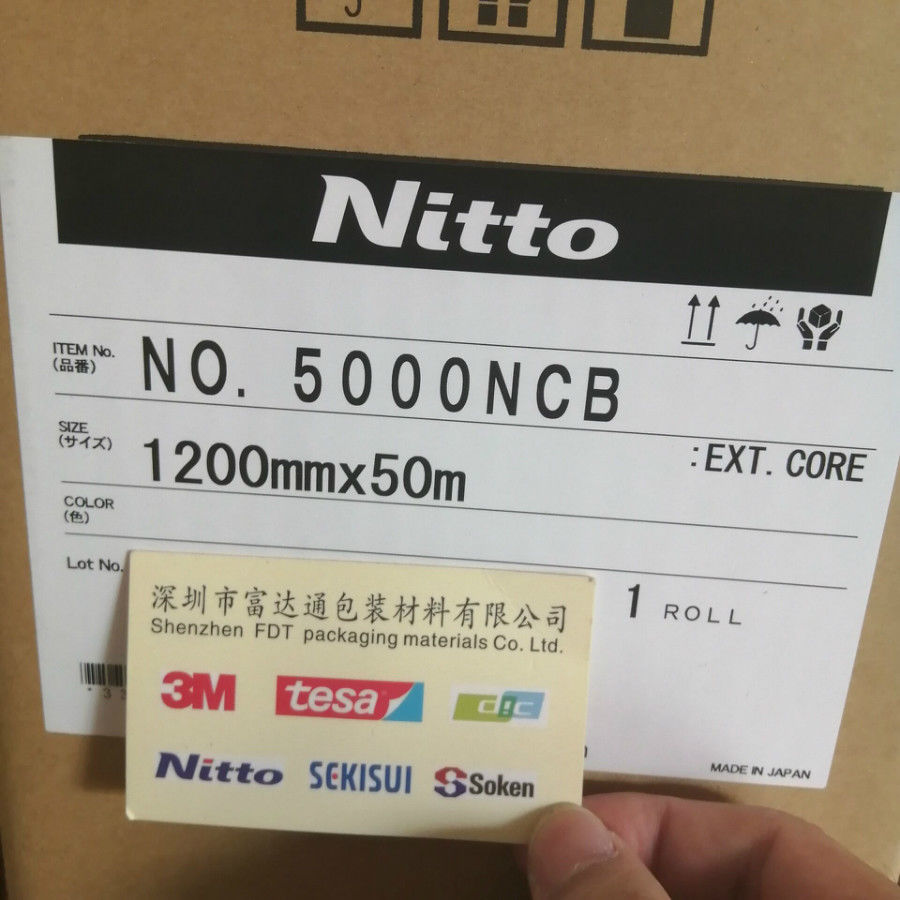 Nitto
ITEM No.
(品番)
NO. 5000NCB
SIZE
(サイズ)
1200mmx50m
:EXT. CORE
COLOR
(色)
Lot No.
1 ROLL
深圳市富达通包装材料有限公司
Shenzhen FDT packaging materials Co. Ltd.
3M
tesa
dic
Nitto
SEKISUI
Soken
MADE IN JAPAN